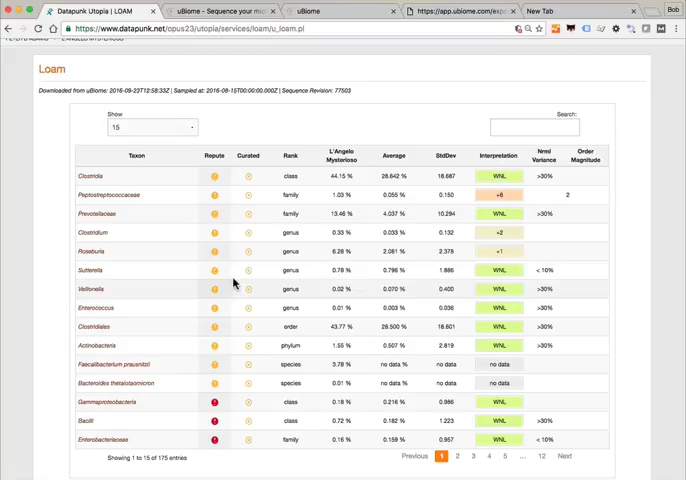 Datapunk Utopia | LOAM
uBiome - Sequence your mic
uBiome
https://app.ubiome.com/expo
New Tab
Bob
https://www.datapunk.net/opus23/utopia/services/loam/u_loam.pl
Loam
Downloaded from uBiome: 2016-09-23T12:58:33Z | Sampled at: 2016-08-15T00:00:00.000Z | Sequence Revision: 77503
Show
Search:
15
Taxon Repute Curated Rank L'Angelo Mysterioso Average StdDev Interpretation Nrml Variance Order Magnitude
Clostridia class 44.15 % 28.642 % 18.687 WNL >30%
Peptostreptococcaceae family 1.03 % 0.055 % 0.150 +6 2
Prevotellaceae family 13.46 % 4.037 % 10.294 WNL >30%
Clostridium genus 0.33 % 0.033 % 0.132 +2
Roseburia genus 6.28 % 2.081 % 2.378 +1
Sutterella genus 0.78 % 0.796 % 1.886 WNL < 10%
Veillonella genus 0.02 % 0.070 % 0.400 WNL >30%
Enterococcus genus 0.01 % 0.003 % 0.036 WNL >30%
Clostridiales order 43.77 % 28.500 % 18.601 WNL >30%
Actinobacteria phylum 1.55 % 0.507 % 2.819 WNL >30%
Faecalibacterium prausnitzii species 3.78 % no data % no data no data
Bacteroides thetaiotaomicron species 0.01 % no data % no data no data
Gammaproteobacteria class 0.18 % 0.216 % 0.986 WNL
Bacilli class 0.72 % 0.182 % 1.223 WNL >30%
Enterobacteriaceae family 0.16 % 0.159 % 0.957 WNL < 10%
Showing 1 to 15 of 175 entries
Previous 1 2 3 4 5 ... 12 Next